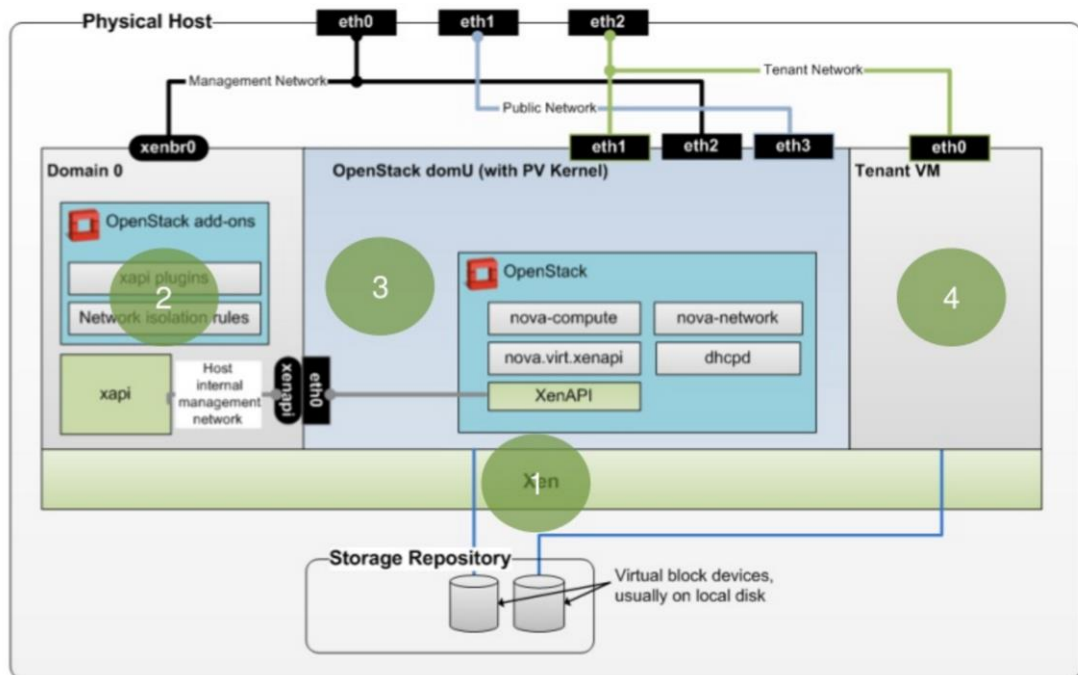 Physical Host
eth0
eth1
eth2
Management Network
Tenant Network
Public Network
xenbr0
eth1
eth2
eth3
eth0
Domain 0
OpenStack domU (with PV Kernel)
Tenant VM
OpenStack add-ons
xapi plugins
2
Network isolation rules
3
OpenStack
nova-compute
nova-network
nova.virt.xenapi
dhcpd
XenAPI
4
xapi
Host
internal
management
network
xenapi
eth0
Xen
1
Storage Repository
Virtual block devices,
usually on local disk